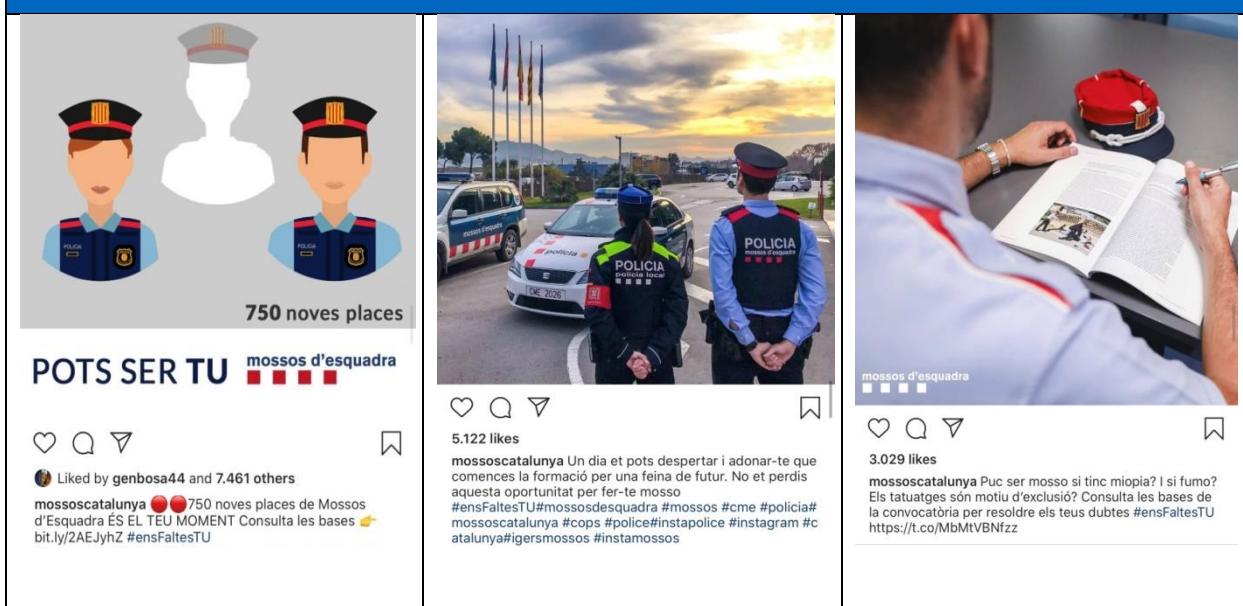 POLICIA
POLICIA
750 noves places
POTS SER TU
mossos d'esquadra
Liked by genbosa44 and 7.461 others
mossoscatalunya 🔴🔴750 noves places de Mossos
d'Esquadra ÉS EL TEU MOMENT Consulta les bases 👉
bit.ly/2AEJyhZ #ensFaltesTU
mossos d'esquadra
policia
CME 2026
POLICIA
policia local
POLICIA
mossos d'esquadra
5.122 likes
mossoscatalunya Un dia et pots despertar i adonar-te que
comences la formació per una feina de futur. No et perdis
aquesta oportunitat per fer-te mosso
#ensFaltesTU#mossosdesquadra #mossos #cme #policia#
mossoscatalunya #cops #police#instapolice #instagram #c
atalunya#igersmossos #instamossos
mossos d'esquadra
3.029 likes
mossoscatalunya Puc ser mosso si tinc miopia? I si fumo?
Els tatuatges són motiu d'exclusió? Consulta les bases de
la convocatòria per resoldre els teus dubtes #ensFaltesTU
https://t.co/MbMtVBNfzz